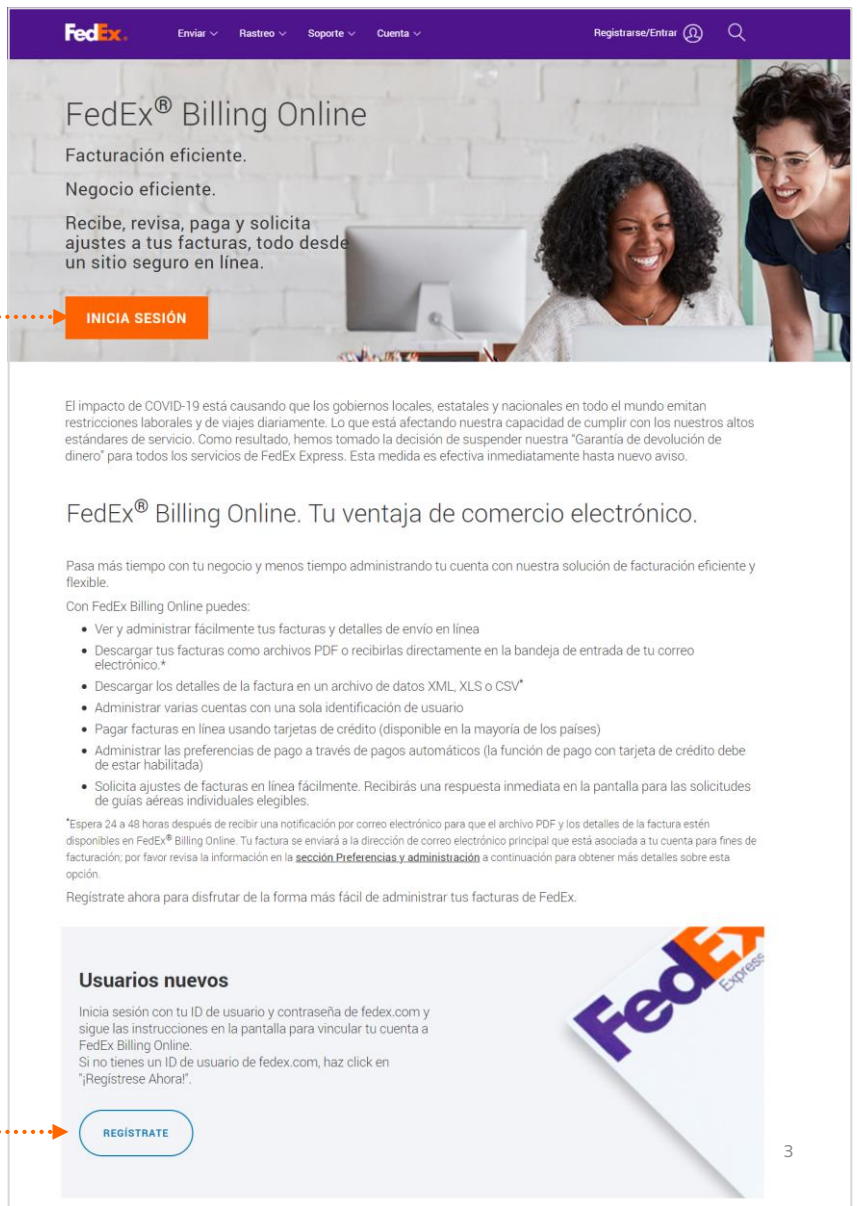 FedEx. Enviar Rastreo Soporte Cuenta Registrarse/Entrar
FedEx® Billing Online
Facturación eficiente.
Negocio eficiente.
Recibe, revisa, paga y solicita
ajustes a tus facturas, todo desde
un sitio seguro en línea.
INICIA SESIÓN
El impacto de COVID-19 está causando que los gobiernos locales, estatales y nacionales en todo el mundo emitan
restricciones laborales y de viajes diariamente. Lo que está afectando nuestra capacidad de cumplir con los nuestros altos
estándares de servicio. Como resultado, hemos tomado la decisión de suspender nuestra "Garantía de devolución de
dinero" para todos los servicios de FedEx Express. Esta medida es efectiva inmediatamente hasta nuevo aviso.
FedEx® Billing Online. Tu ventaja de comercio electrónico.
Pasa más tiempo con tu negocio y menos tiempo administrando tu cuenta con nuestra solución de facturación eficiente y
flexible.
Con FedEx Billing Online puedes:
• Ver y administrar fácilmente tus facturas y detalles de envío en línea
• Descargar tus facturas como archivos PDF o recibirlas directamente en la bandeja de entrada de tu correo
electrónico.*
• Descargar los detalles de la factura en un archivo de datos XML, XLS o CSV*
• Administrar varias cuentas con una sola identificación de usuario
• Pagar facturas en línea usando tarjetas de crédito (disponible en la mayoría de los países)
• Administrar las preferencias de pago a través de pagos automáticos (la función de pago con tarjeta de crédito debe
de estar habilitada)
• Solicita ajustes de facturas en línea fácilmente. Recibirás una respuesta inmediata en la pantalla para las solicitudes
de guías aéreas individuales elegibles.
*Espera 24 a 48 horas después de recibir una notificación por correo electrónico para que el archivo PDF y los detalles de la factura estén
disponibles en FedEx® Billing Online. Tu factura se enviará a la dirección de correo electrónico principal que está asociada a tu cuenta para fines de
facturación; por favor revisa la información en la sección Preferencias y administración a continuación para obtener más detalles sobre esta
opción.
Regístrate ahora para disfrutar de la forma más fácil de administrar tus facturas de FedEx.
Usuarios nuevos
Inicia sesión con tu ID de usuario y contraseña de fedex.com y
sigue las instrucciones en la pantalla para vincular tu cuenta a
FedEx Billing Online.
Si no tienes un ID de usuario de fedex.com, haz click en
"¡Regístrese Ahora!".
REGÍSTRATE
FedEx
Express
3